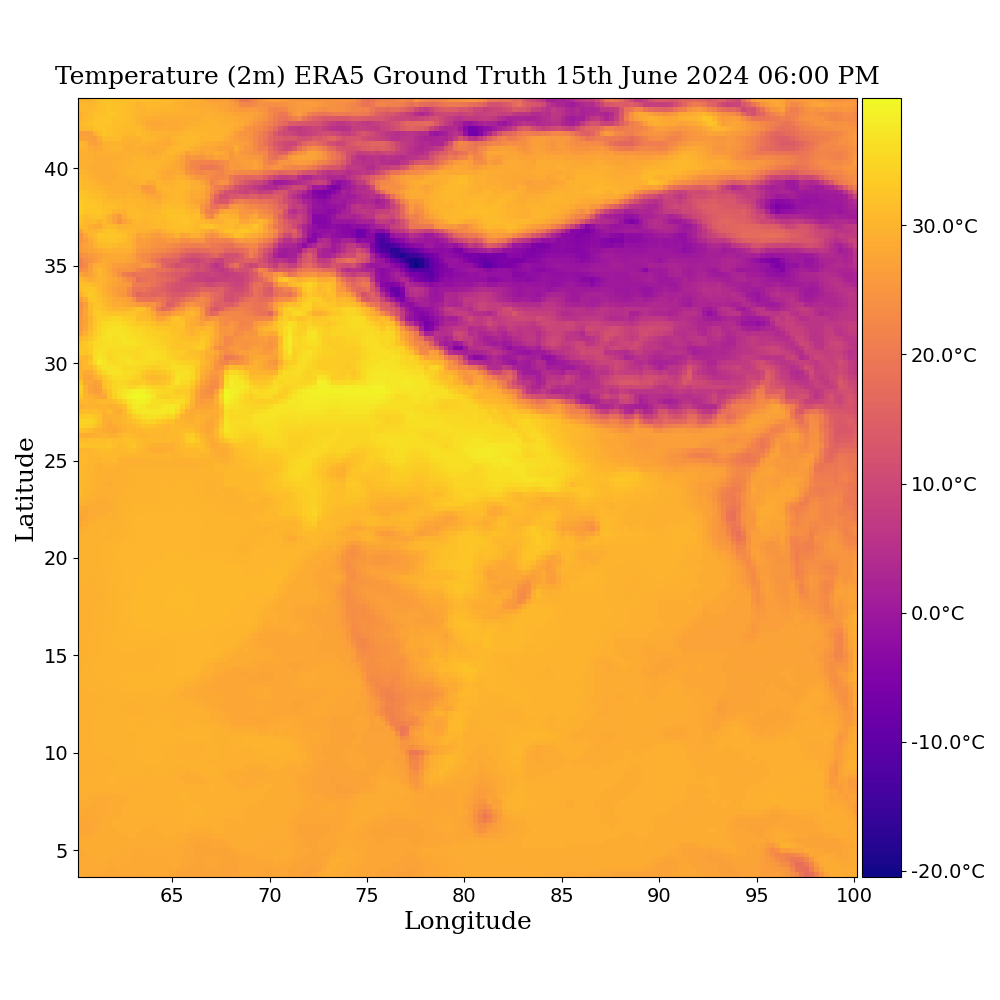 Temperature (2m) ERA5 Ground Truth 15th June 2024 06:00 PM
40
35
30
25
20
15
10
5
Latitude
65 70 75 80 85 90 95 100
Longitude
30.0°C
20.0°C
10.0°C
0.0°C
-10.0°C
-20.0°C